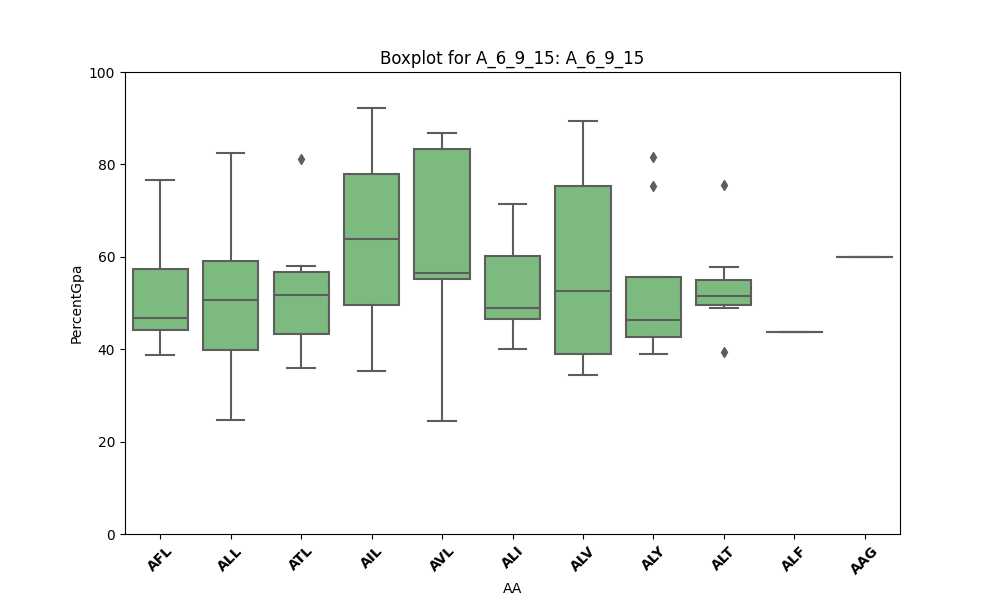 Boxplot for A_6_9_15: A_6_9_15
100
80
60
40
20
0
PercentGpa
AFL
ALL
ATL
AIL
AVL
ALI
ALV
ALY
ALT
ALF
AAG
AA